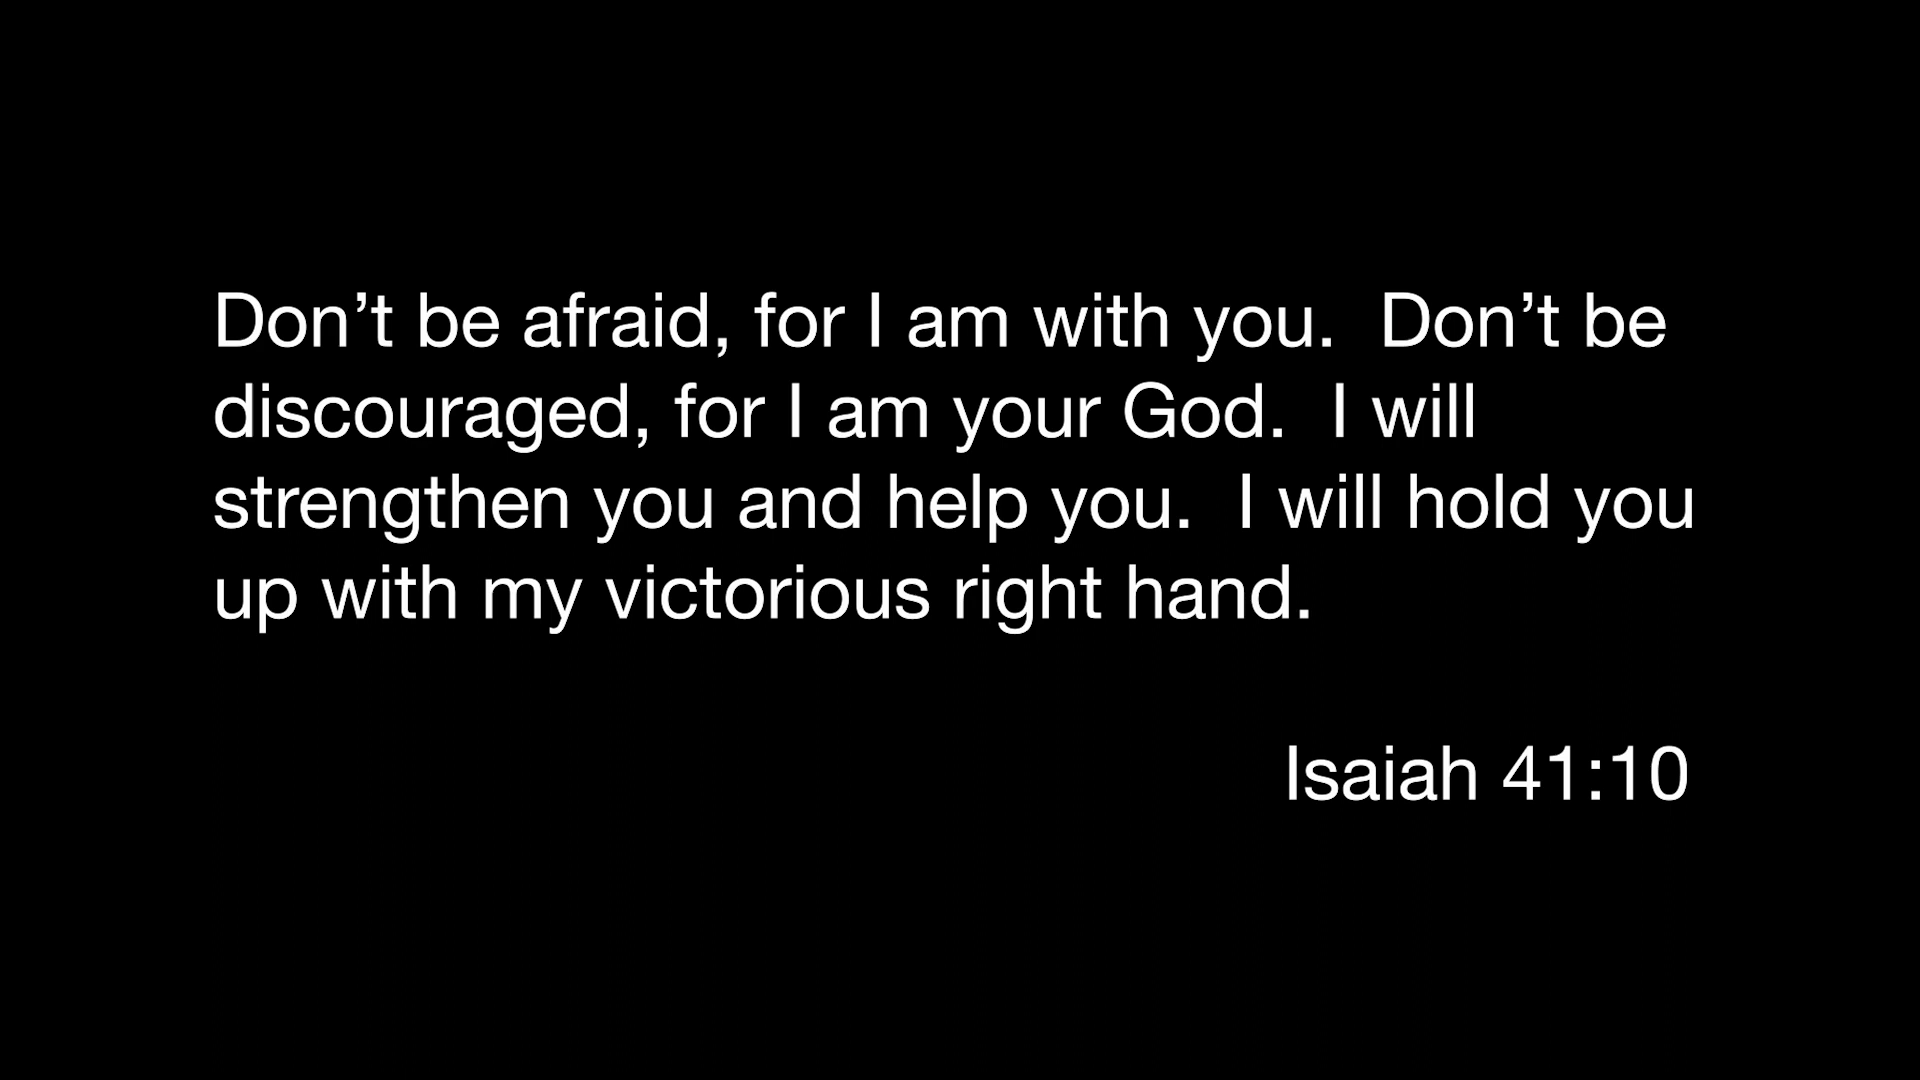 Don’t be afraid, for I am with you.  Don’t be
discouraged, for I am your God.  I will
strengthen you and help you.  I will hold you
up with my victorious right hand.
Isaiah 41:10